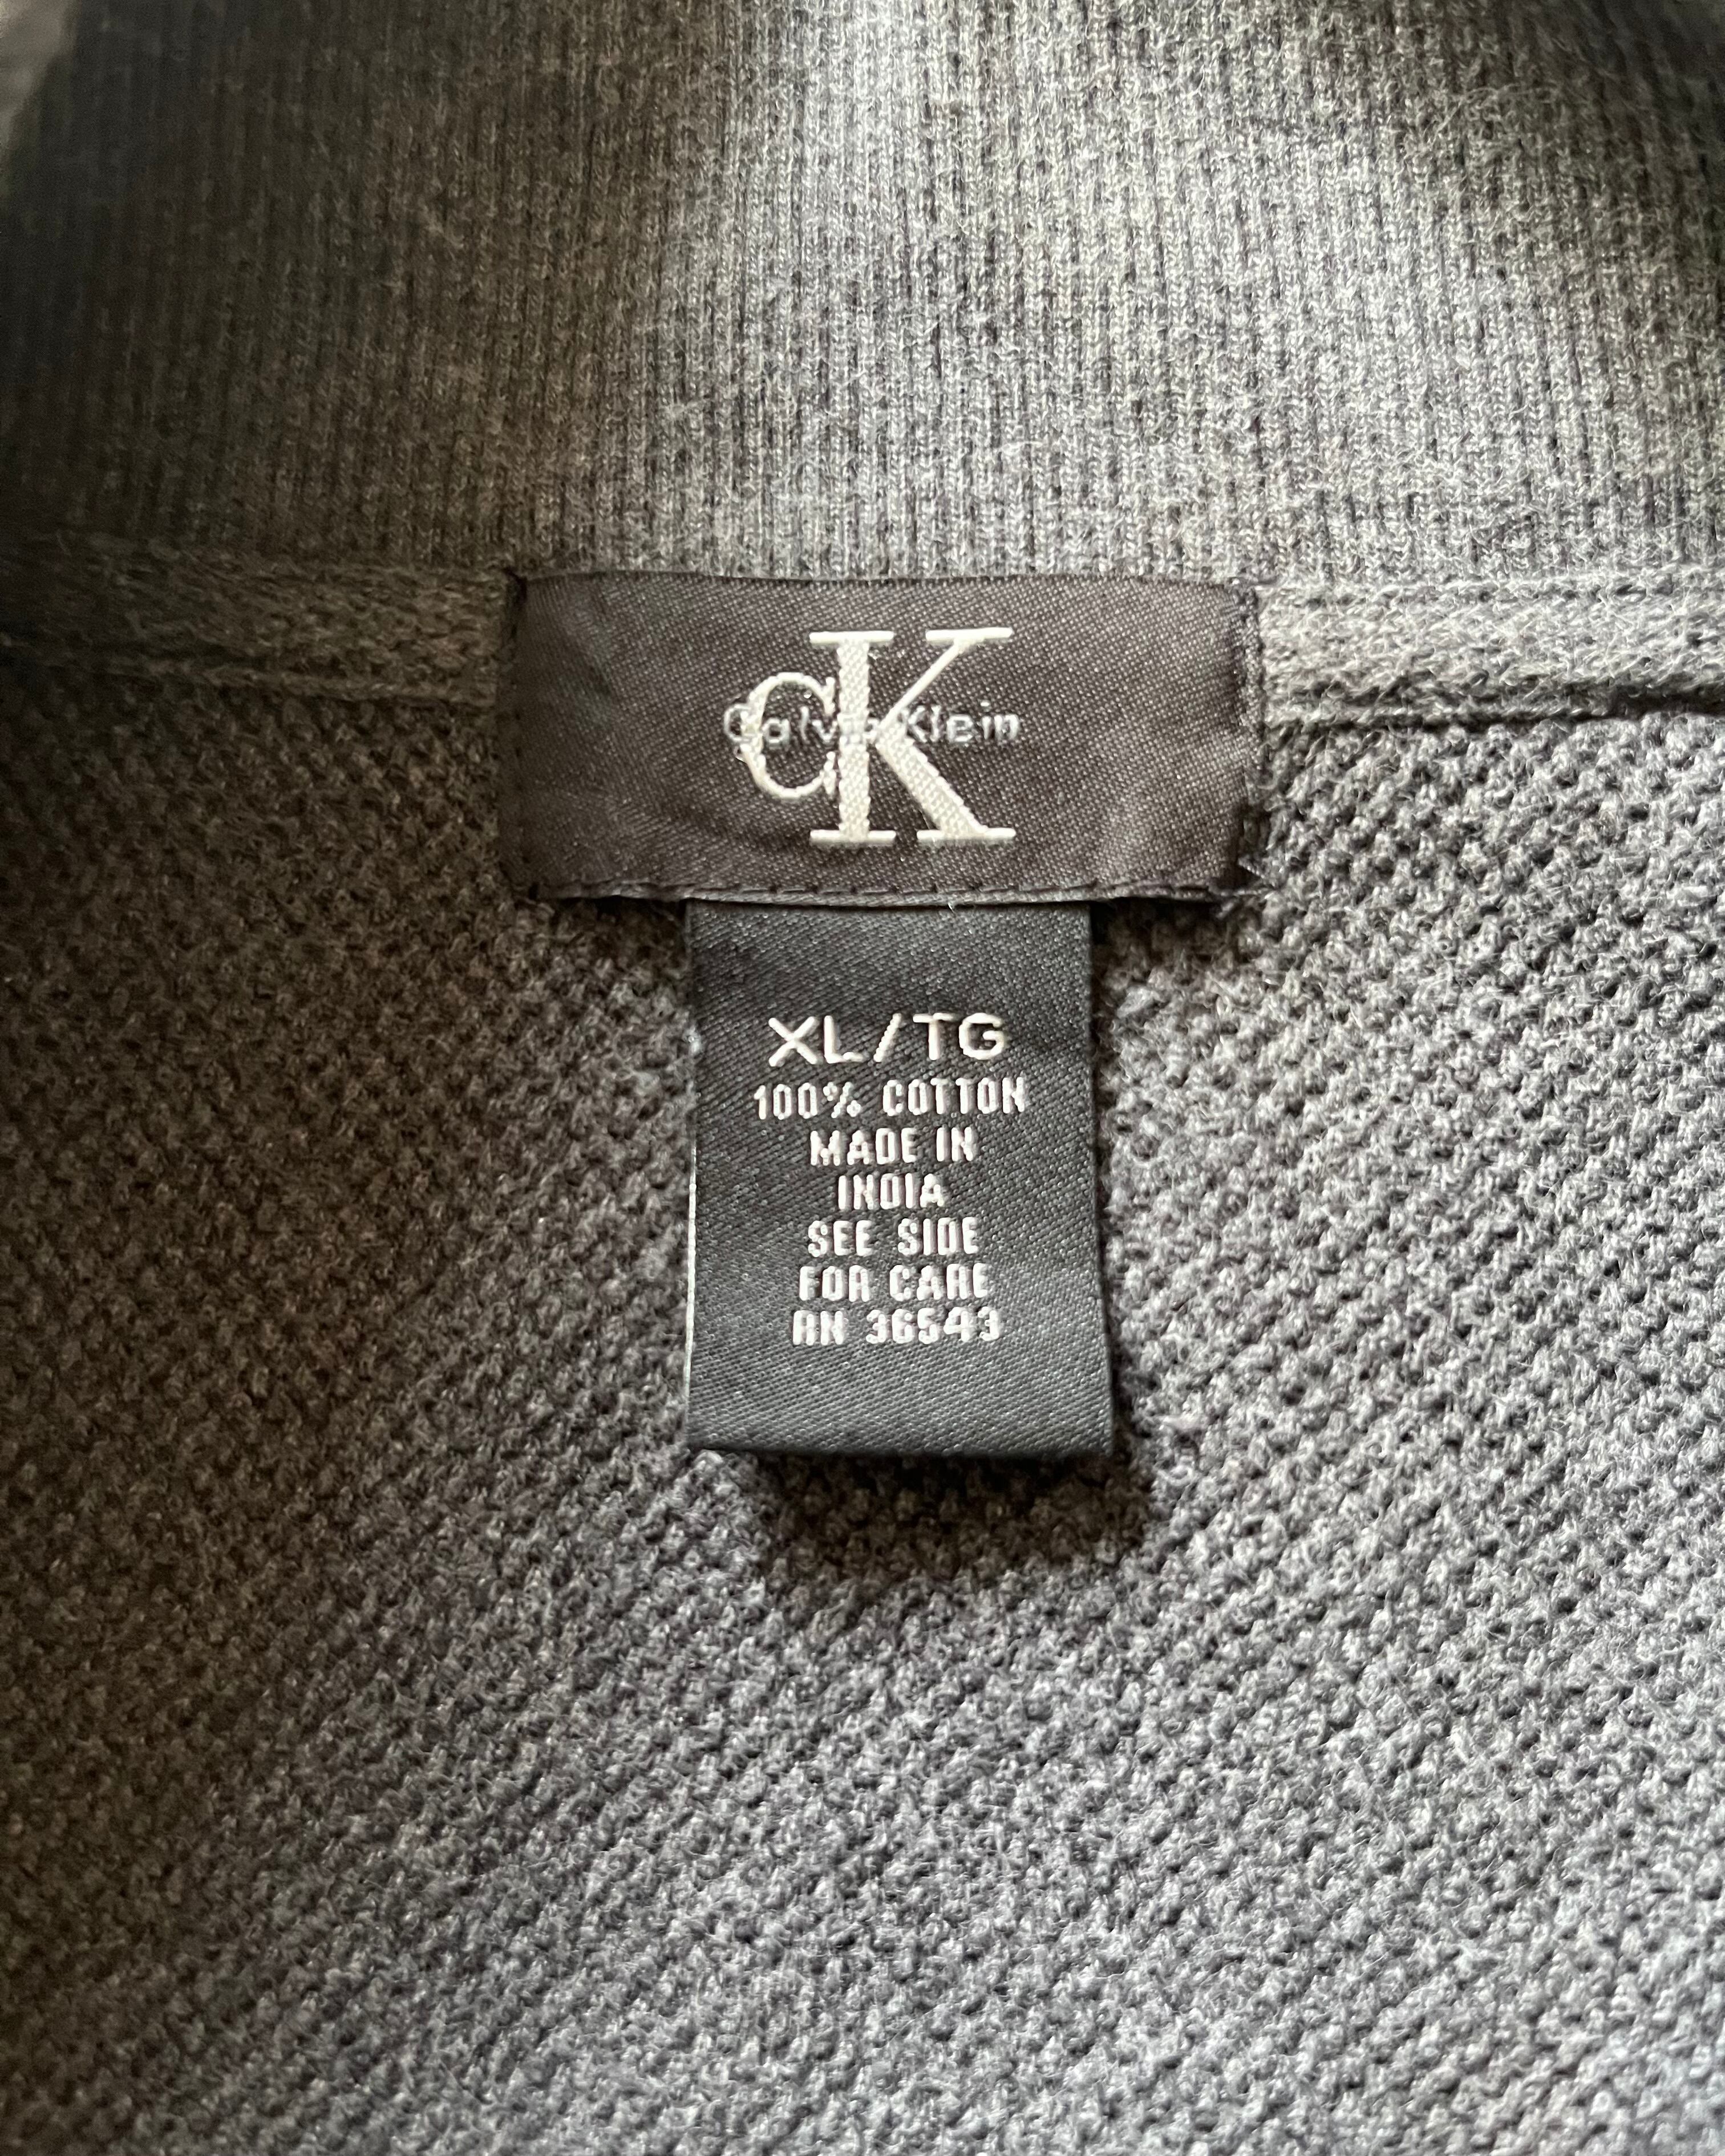 cK
Calvin Klein
XL/TG
100% COTTON
MADE IN
INDIA
SEE SIDE
FOR CARE
RN 36543